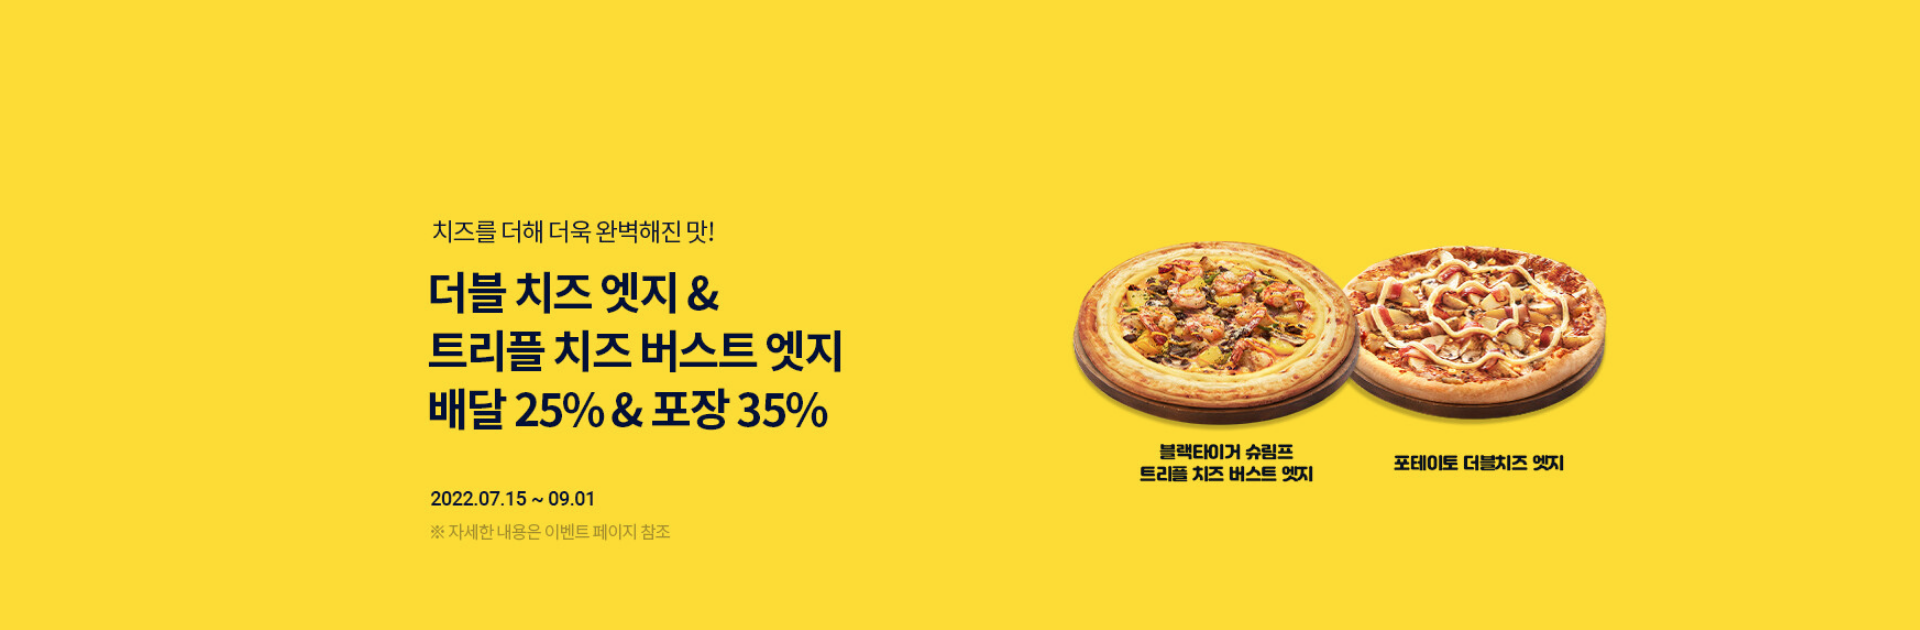 치즈를 더해 더욱 완벽해진 맛!
더블 치즈 엣지 &
트리플 치즈 버스트 엣지
배달 25% & 포장 35%
2022.07.15 ~ 09.01
※ 자세한 내용은 이벤트 페이지 참조
블랙타이거 슈림프
트리플 치즈 버스트 엣지
포테이토 더블치즈 엣지